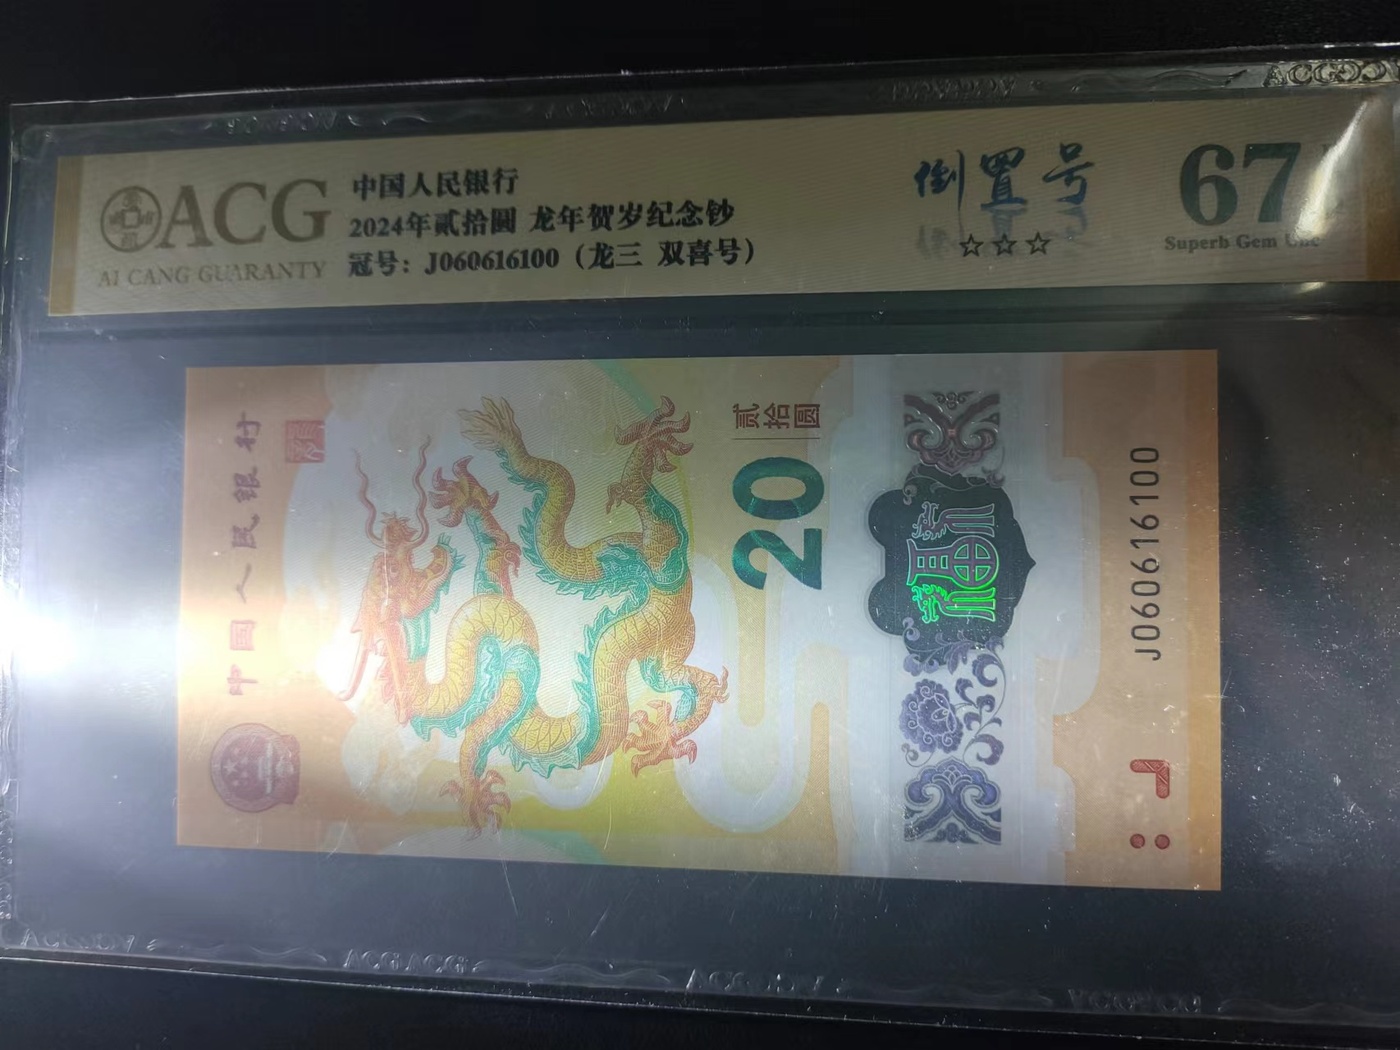 ACG
AI CANG GUARANTY
中国人民银行
2024年贰拾圆 龙年贺岁纪念钞
冠号：J060616100（龙三 双喜号）
倒置号
☆☆☆
67
Superb Gem Unc
中国人民银行
贰拾圆
20
福
J060616100
ACGACG